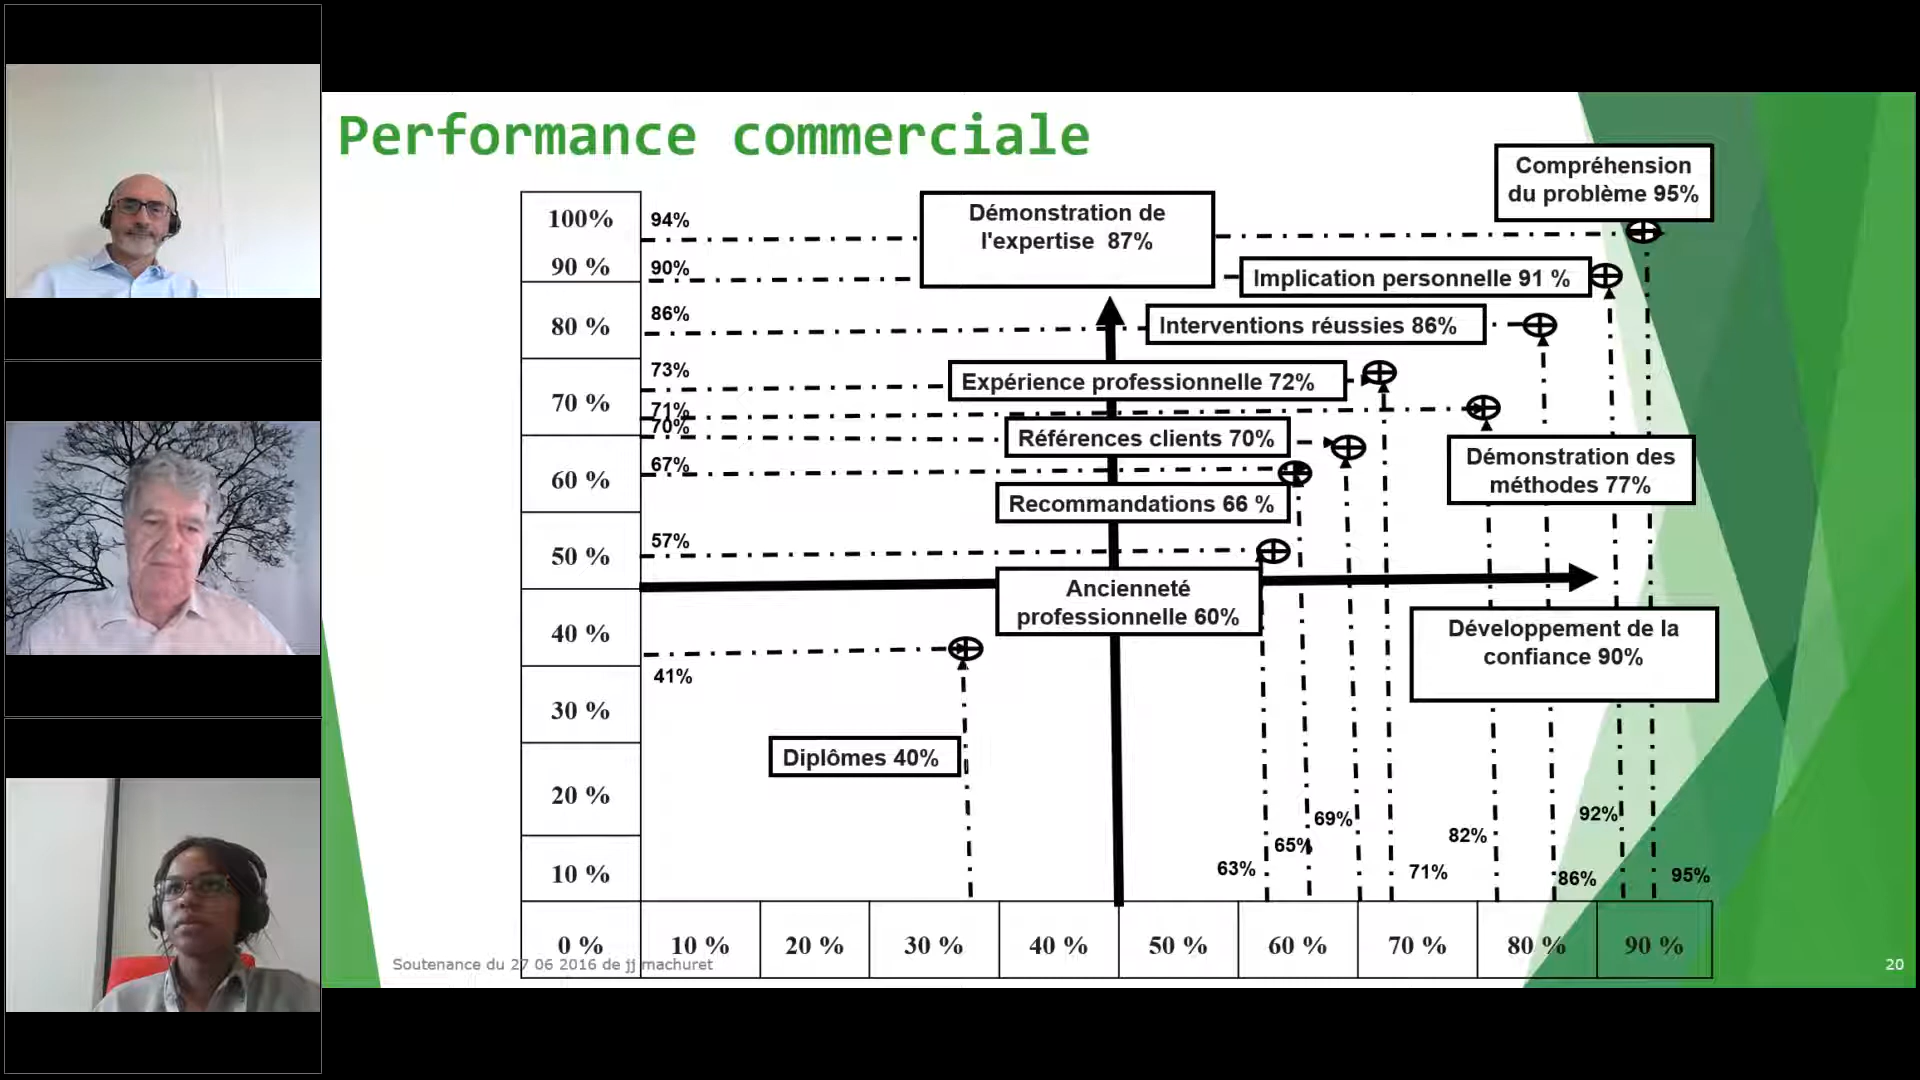 Performance commerciale
Compréhension
du problème 95%
100%
94%
Démonstration de
l'expertise 87%
90 %
90%
Implication personnelle 91 %
80 %
86%
Interventions réussies 86%
73%
Expérience professionnelle 72%
70 %
71%
70%
Références clients 70%
Démonstration des
méthodes 77%
60 %
67%
Recommandations 66 %
50 %
57%
Ancienneté
professionnelle 60%
40 %
Développement de la
confiance 90%
41%
30 %
Diplômes 40%
20 %
92%
69%
82%
65%
63%
71%
86%
95%
10 %
0 %
10 %
20 %
30 %
40 %
50 %
60 %
70 %
80 %
90 %
Soutenance du 27 06 2016 de jj machuret
20